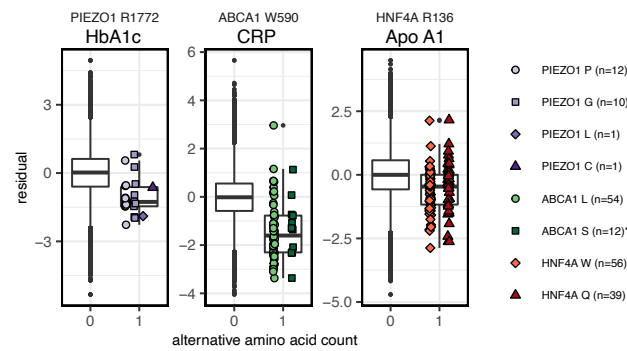 PIEZO1 R1772
HbA1c
ABCA1 W590
CRP
HNF4A R136
Apo A1
residual
3
0
−3
6
4
2
0
−2
−4
2.5
0.0
−2.5
−5.0
0 1
0 1
0 1
alternative amino acid count
PIEZO1 P (n=12)
PIEZO1 G (n=10)
PIEZO1 L (n=1)
PIEZO1 C (n=1)
ABCA1 L (n=54)
ABCA1 S (n=12)*
HNF4A W (n=56)
HNF4A Q (n=39)